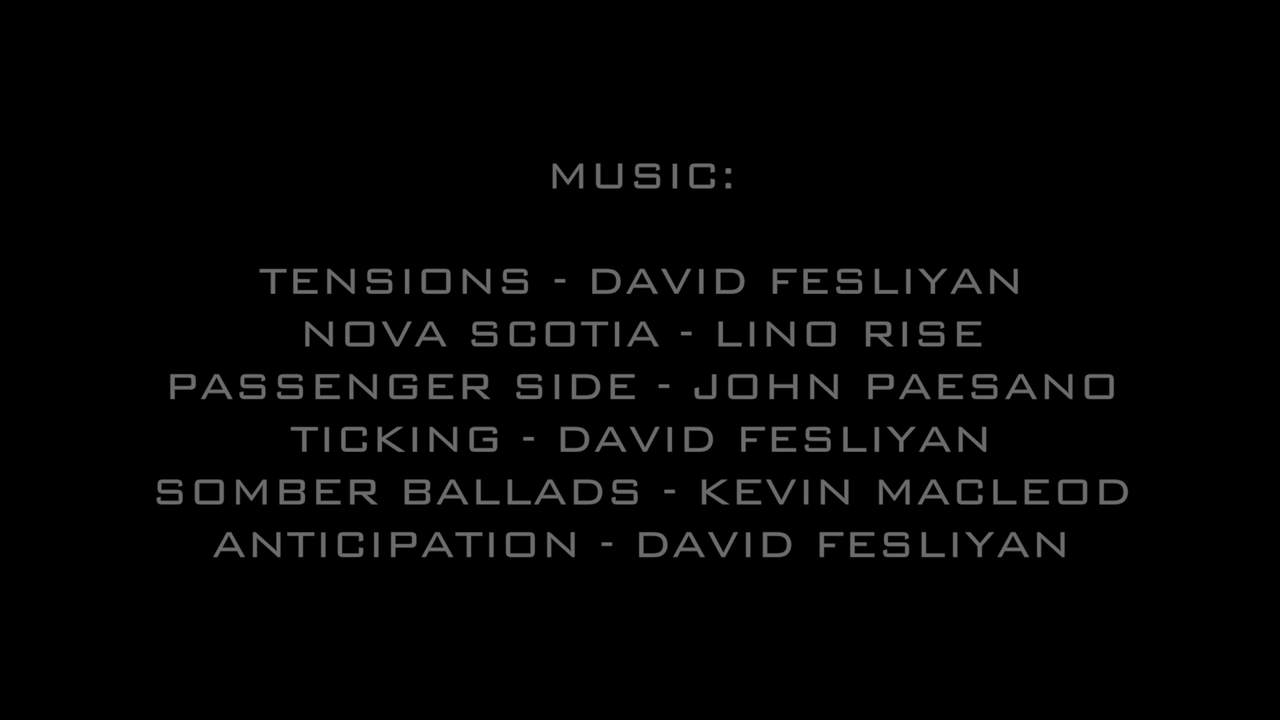 MUSIC:
TENSIONS - DAVID FESLIYAN
NOVA SCOTIA - LINO RISE
PASSENGER SIDE - JOHN PAESANO
TICKING - DAVID FESLIYAN
SOMBER BALLADS - KEVIN MACLEOD
ANTICIPATION - DAVID FESLIYAN